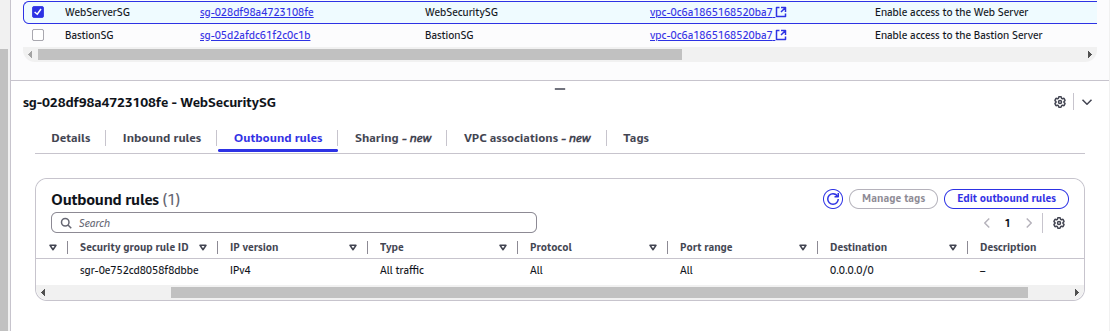 WebServerSG sg-028df98a4723108fe WebSecuritySG vpc-0c6a1865168520ba7 Enable access to the Web Server
BastionSG sg-05d2afdc61f2c0c1b BastionSG vpc-0c6a1865168520ba7 Enable access to the Bastion Server
sg-028df98a4723108fe - WebSecuritySG
Details Inbound rules Outbound rules Sharing – new VPC associations – new Tags
Outbound rules (1) Manage tags Edit outbound rules
Search 1
Security group rule ID IP version Type Protocol Port range Destination Description
sgr-0e752cd8058f8dbbe IPv4 All traffic All All 0.0.0.0/0 –